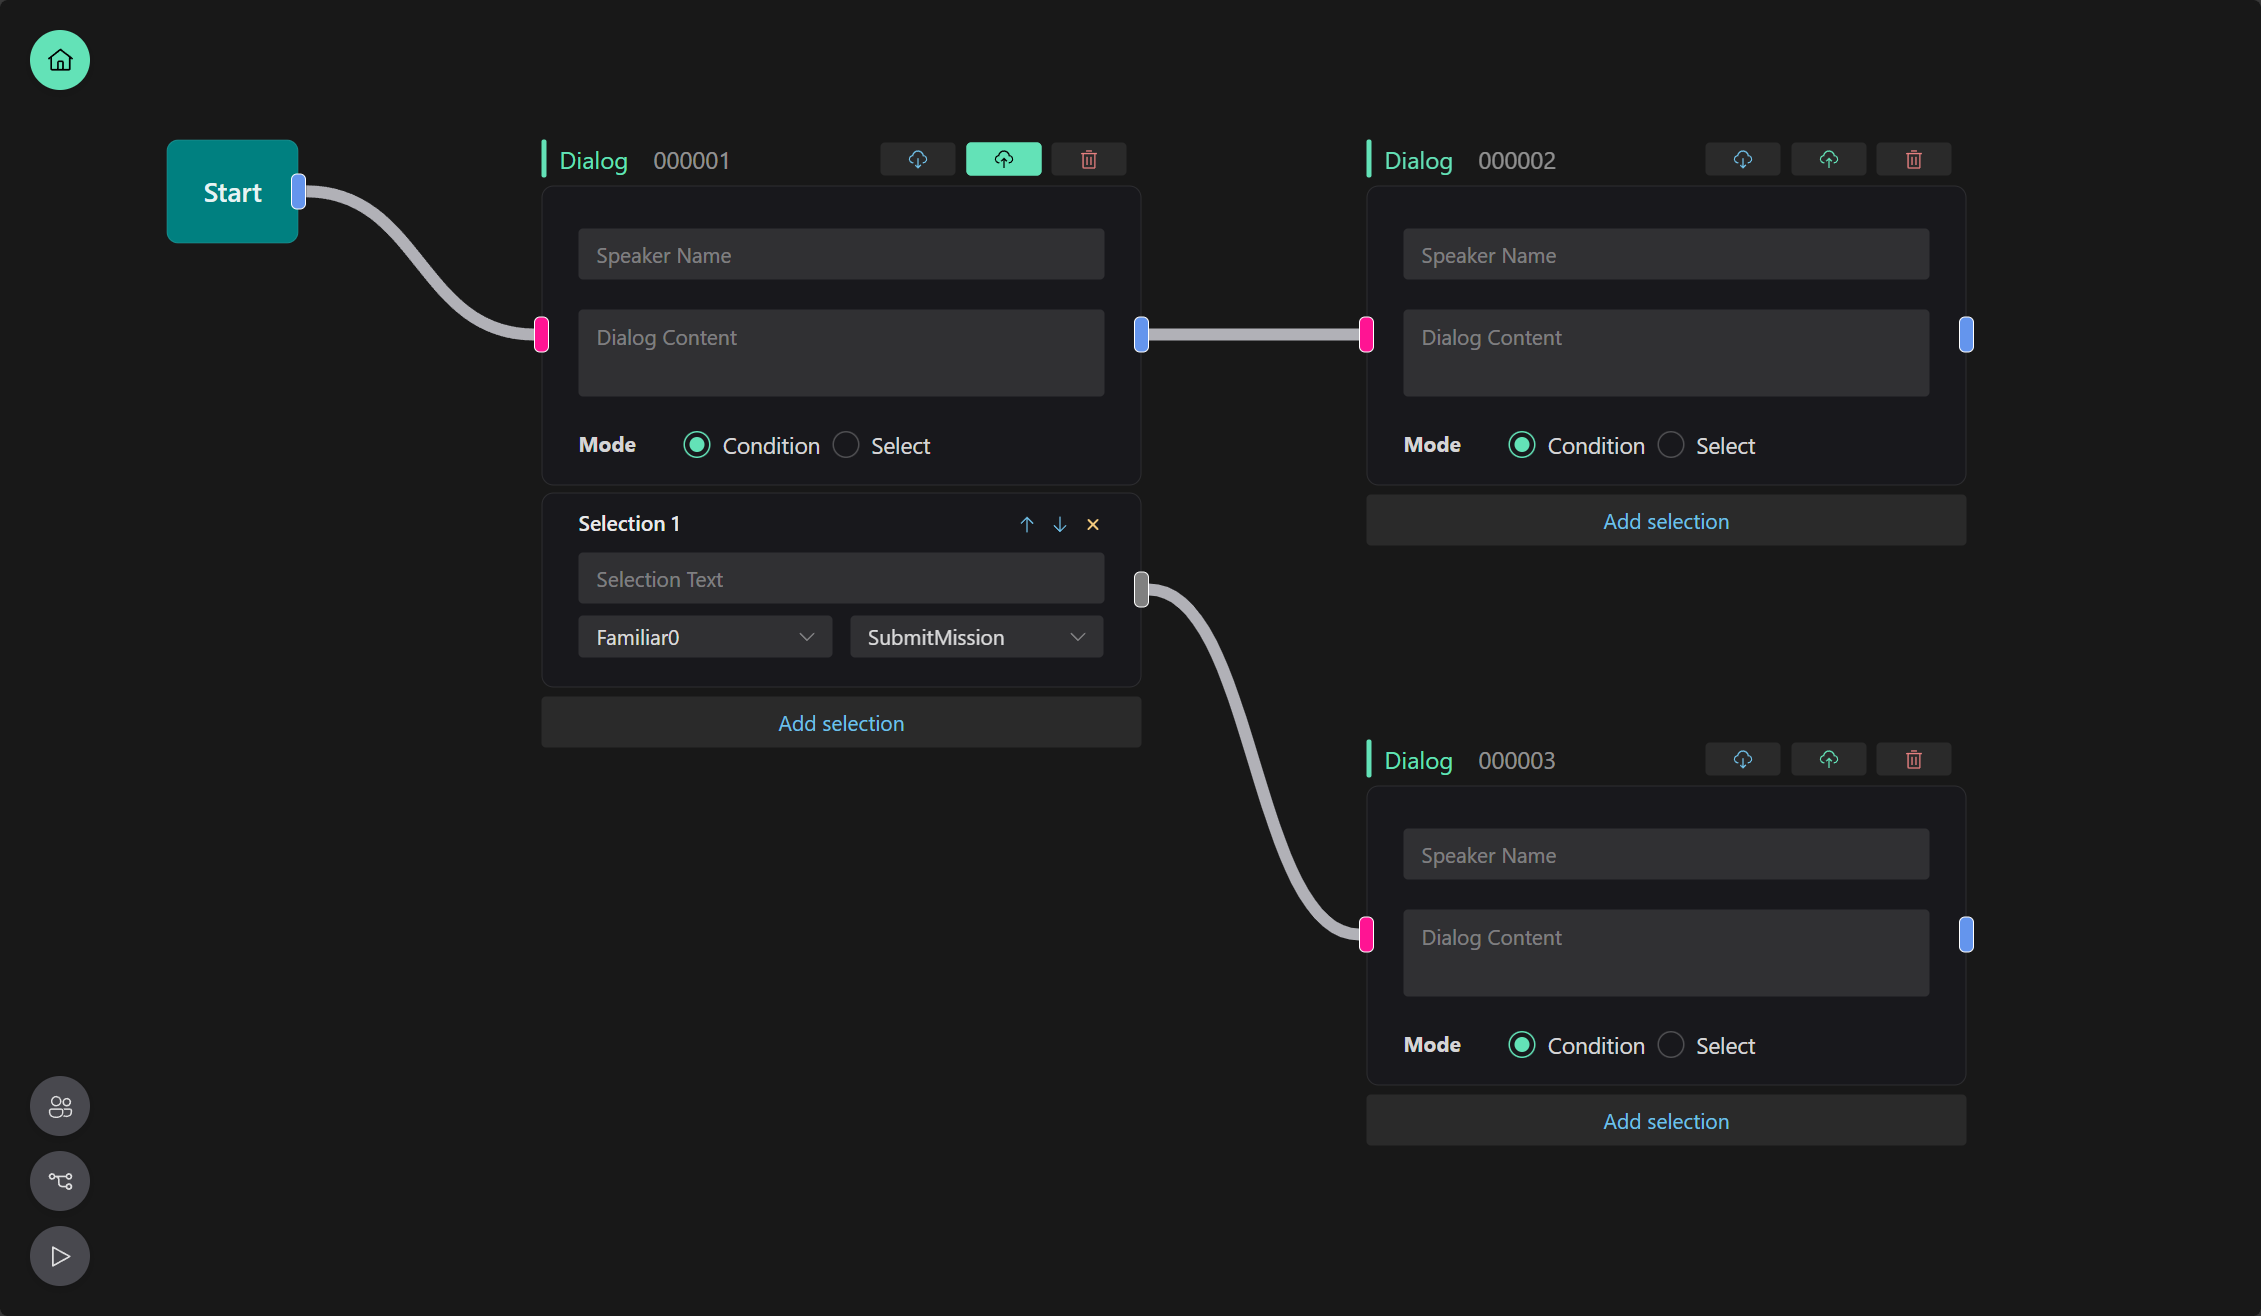 Start
Dialog 000001
Speaker Name
Dialog Content
Mode Condition Select
Selection 1
Selection Text
Familiar0 SubmitMission
Add selection
Dialog 000002
Speaker Name
Dialog Content
Mode Condition Select
Add selection
Dialog 000003
Speaker Name
Dialog Content
Mode Condition Select
Add selection